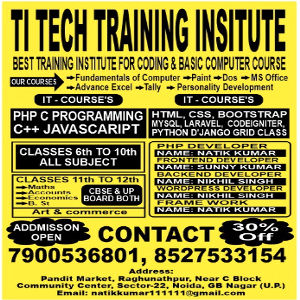 TI TECH TRAINING INSITUTE
BEST TRAINING INSTITUTE FOR CODING & BASIC COMPUTER COURSE
OUR COURSES Fundamentals of Computer Paint Dos MS Office
Advance Excel Tally Personality Development
IT - COURSE'S
PHP C PROGRAMMING
C++ JAVASCARIPT
IT - COURSE'S
HTML, CSS, BOOTSTRAP
MYSQL, LARAVEL, CODEIGNITER,
PYTHON D'JANGO GRID CLASS
CLASSES 6th TO 10th
ALL SUBJECT
CLASSES 11th TO 12th
Maths
Accounts
Economics
B. St
CBSE & UP
BOARD BOTH
Art & commerce
PHP DEVELOPER
NAME: NATIK KUMAR
FRONTEND DEVELOPER
NAME: SUNNY KUMAR
BACKEND DEVELOPER
NAME: NIKHIL SINGH
WORDPRESS DEVELOPER
NAME: NIKHIL SINGH
FRAME WORK
NAME: NATIK KUMAR
ADDMISSON
OPEN
CONTACT
30%
Off
7900536801, 8527533154
Address:
Pandit Market, Raghunathpur, Near C Block
Community Center, Sector-22, Noida, GB Nagar (U.P.)
Email: natikkumar111111@gmail.com